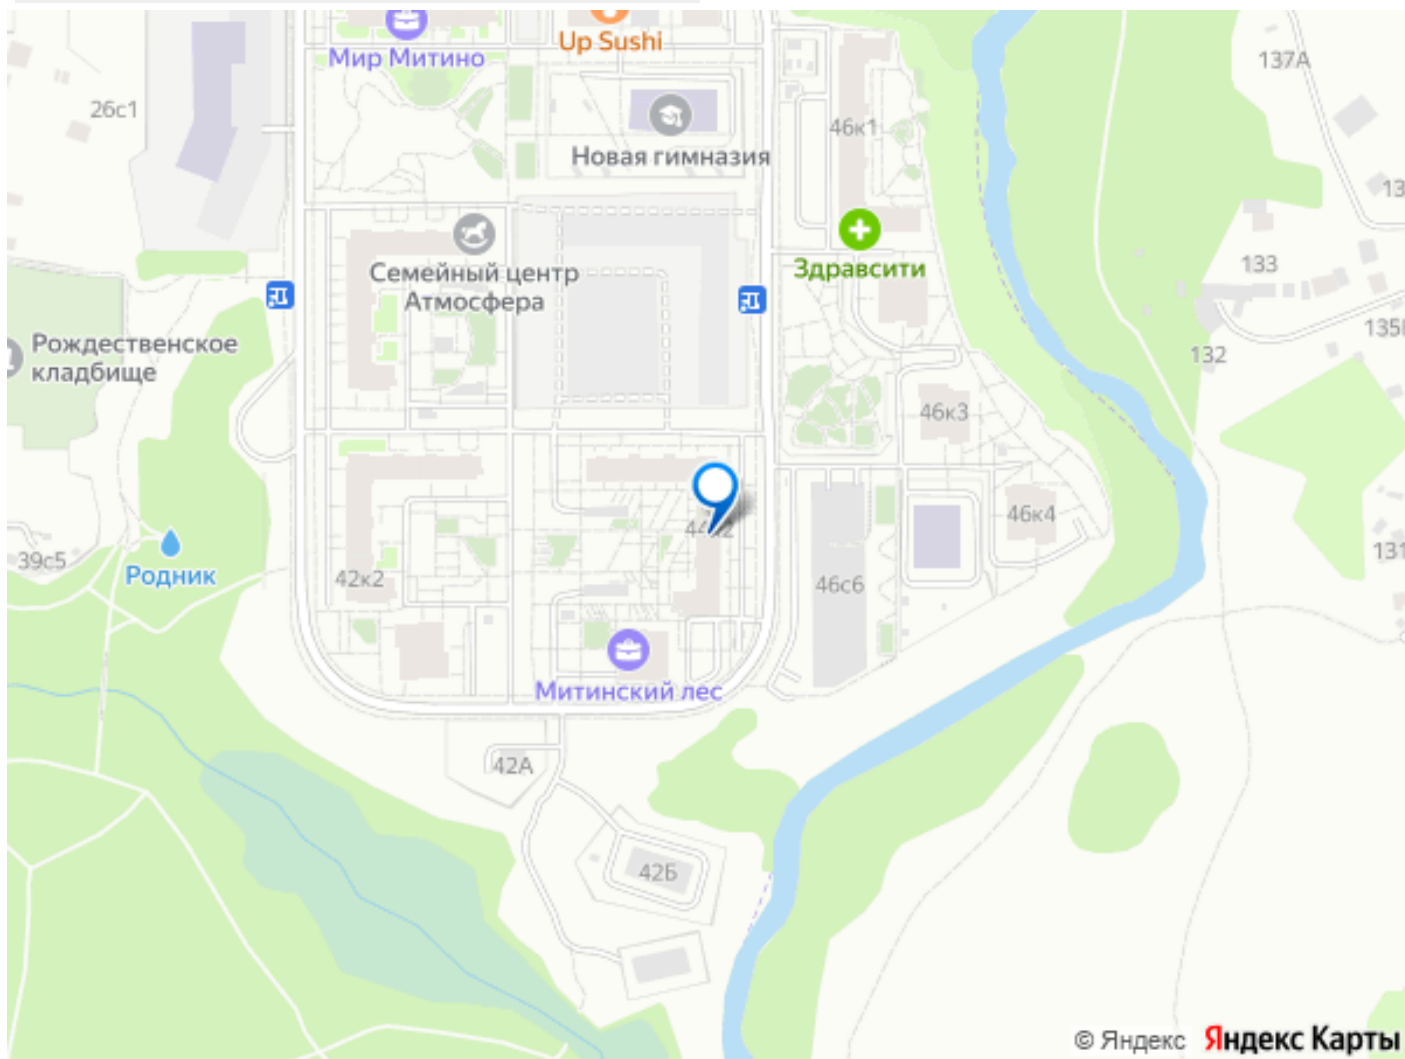 Up Sushi
Мир Митино
137А
26с1
46к1
Новая гимназия
13
Здравсити
133
Семейный центр
Атмосфера
Рождественское
кладбище
132
46к3
46к4
39с5
Родник
42к2
46с6
131
Митинский лес
42А
42Б
© Яндекс Яндекс Карты